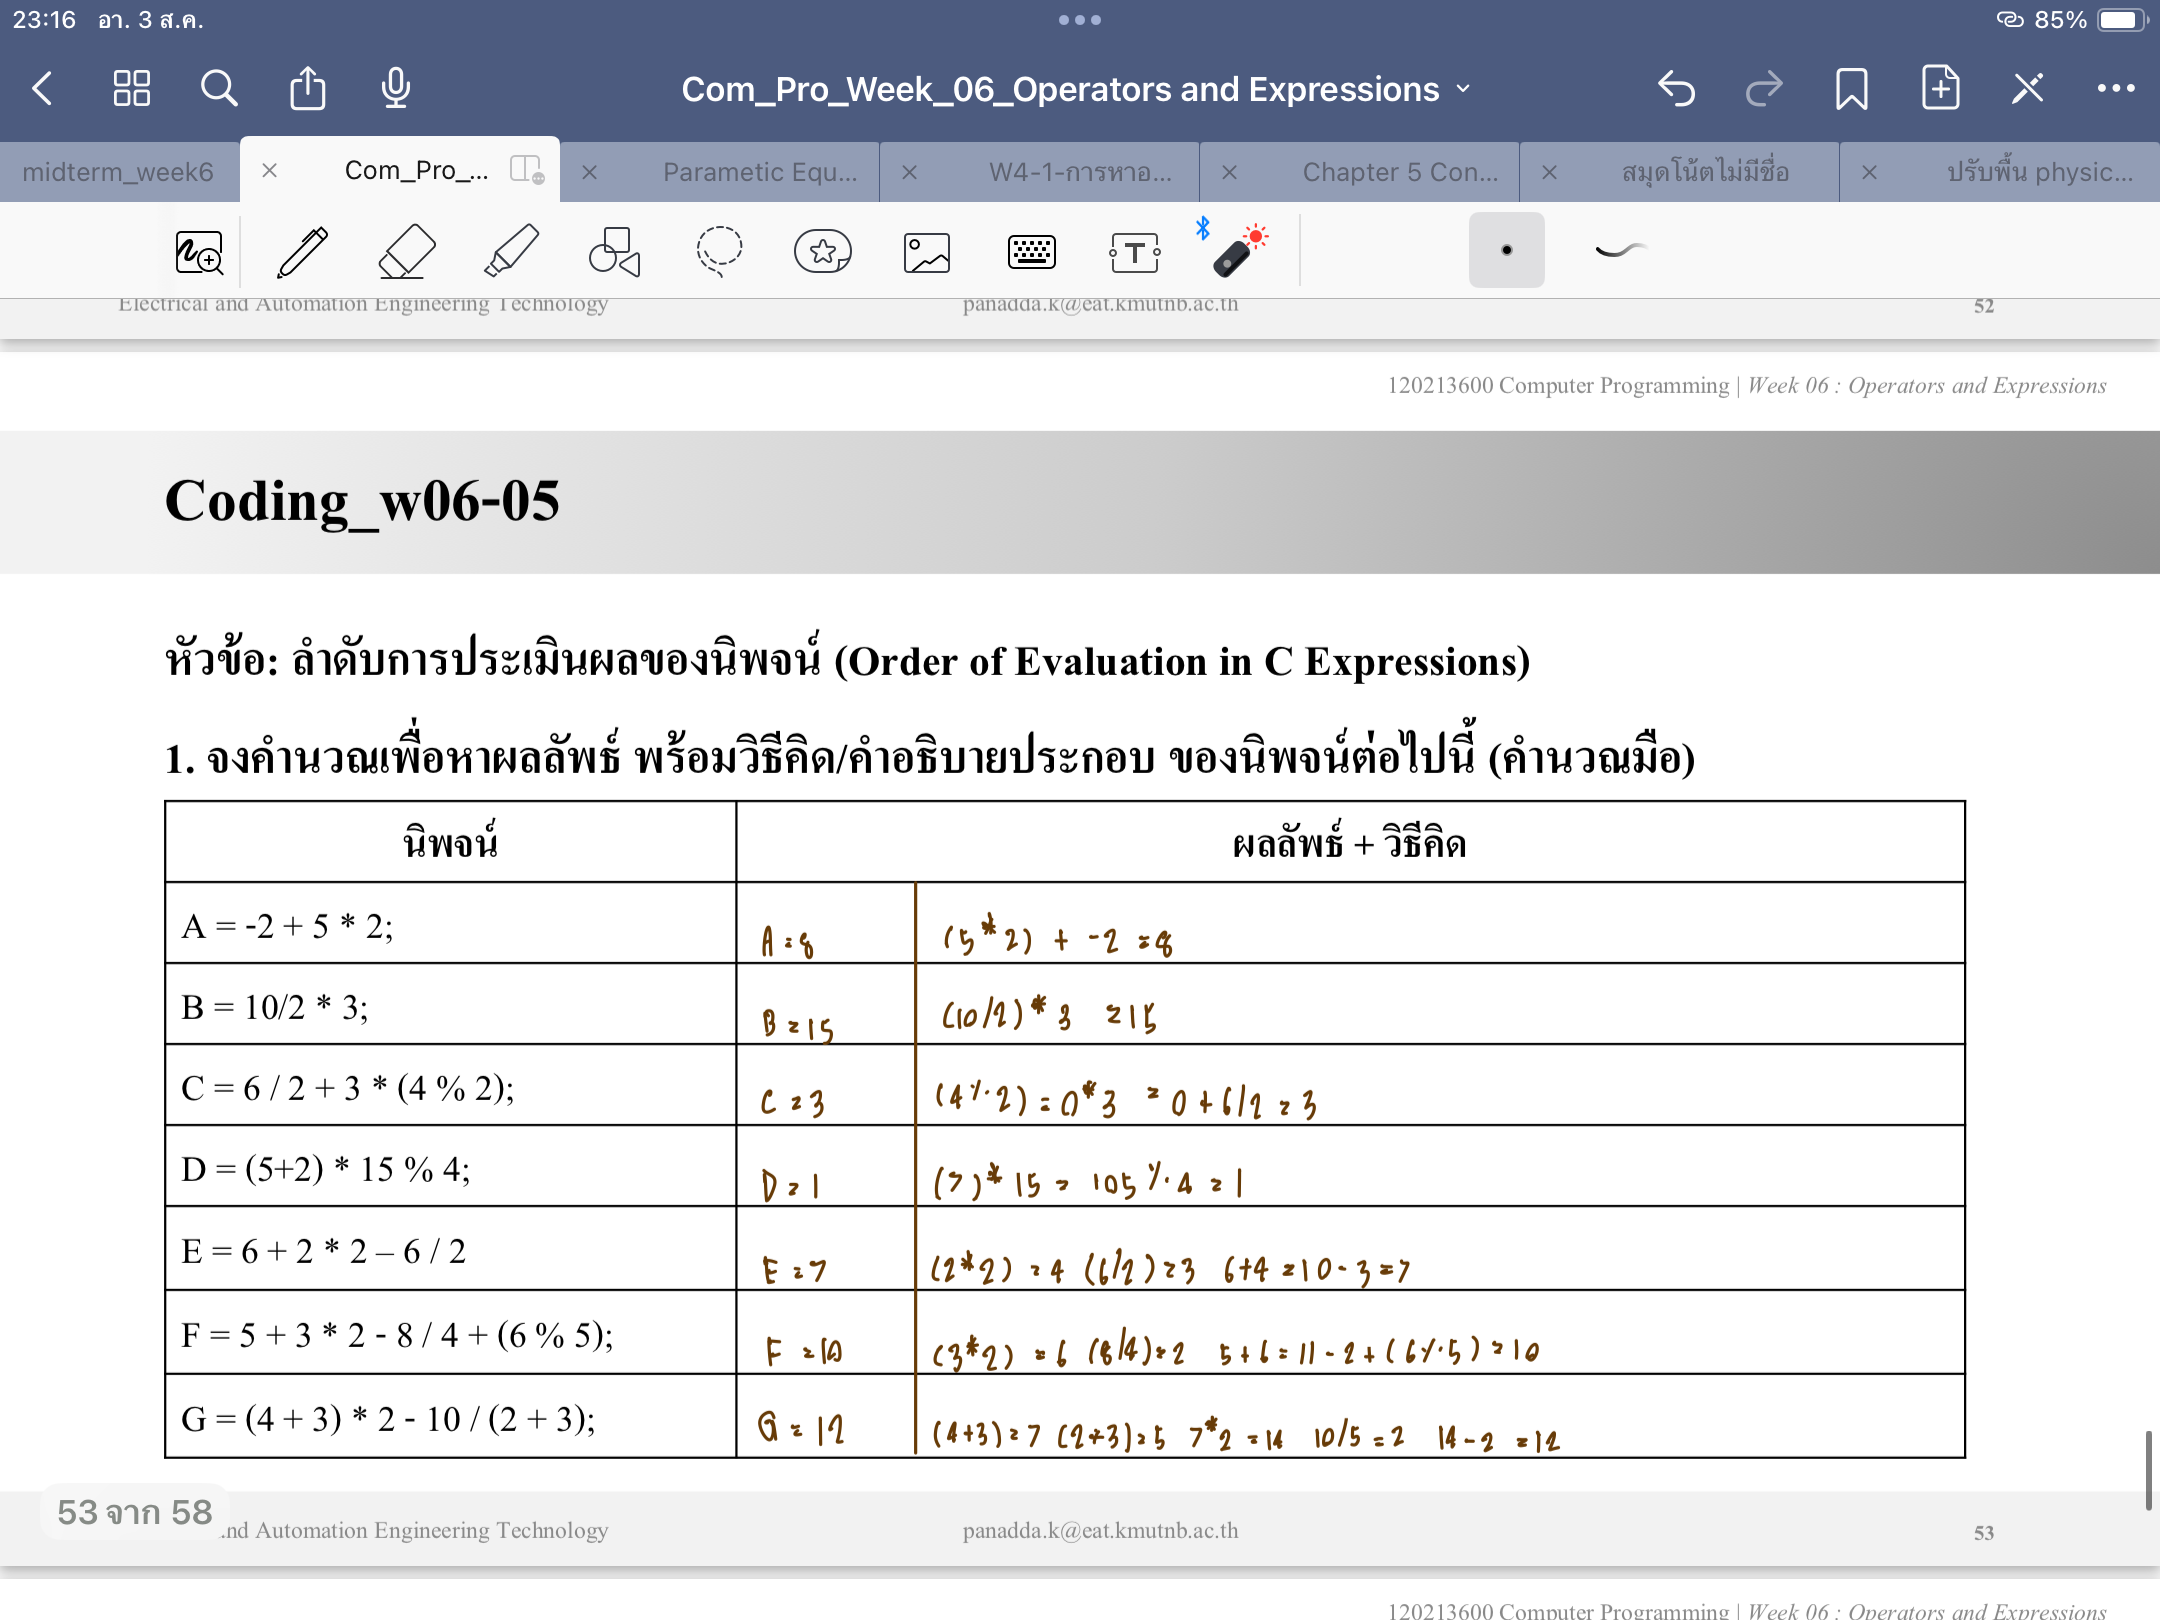 23:16 อา. 3 ส.ค.
85%
Com_Pro_Week_06_Operators and Expressions
midterm_week6
Com_Pro_...
Parametic Equ...
W4-1-การหาอ...
Chapter 5 Con...
สมุดโน้ตไม่มีชื่อ
ปรับพื้น physic...
Electrical and Automation Engineering Technology panadda.k@eat.kmutnb.ac.th 52
120213600 Computer Programming | Week 06 : Operators and Expressions
Coding_w06-05
หัวข้อ: ลำดับการประเมินผลของนิพจน์ (Order of Evaluation in C Expressions)
1. จงคำนวณเพื่อหาผลลัพธ์ พร้อมวิธีคิด/คำอธิบายประกอบ ของนิพจน์ต่อไปนี้ (คำนวณมือ)
นิพจน์ ผลลัพธ์ + วิธีคิด
A = -2 + 5 * 2; A = 8 (5 * 2) + -2 = 8
B = 10/2 * 3; B = 15 (10/2) * 3 = 15
C = 6 / 2 + 3 * (4 % 2); C = 3 (4 % 2) = 0 * 3 = 0 + 6/2 = 3
D = (5+2) * 15 % 4; D = 1 (7) * 15 = 105 % 4 = 1
E = 6 + 2 * 2 – 6 / 2 E = 7 (2*2) = 4 (6/2) = 3 6+4 = 10 - 3 = 7
F = 5 + 3 * 2 - 8 / 4 + (6 % 5); F = 10 (3*2) = 6 (8/4) = 2 5 + 6 = 11 - 2 + (6 % 5) = 10
G = (4 + 3) * 2 - 10 / (2 + 3); G = 12 (4+3) = 7 (2+3) = 5 7*2 = 14 10/5 = 2 14 - 2 = 12
53 จาก 58
nd Automation Engineering Technology panadda.k@eat.kmutnb.ac.th 53
120213600 Computer Programming | Week 06 : Operators and Expressions